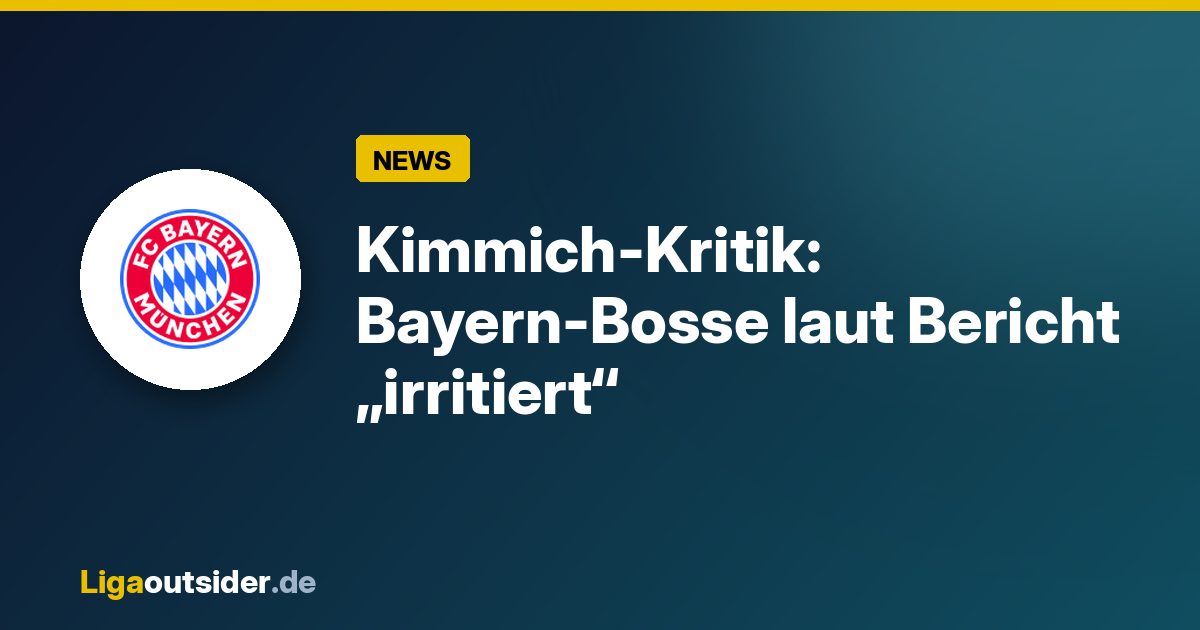 FC BAYERN
MÜNCHEN
NEWS
Kimmich-Kritik:
Bayern-Bosse laut Bericht
„irritiert“
Ligaoutsider.de